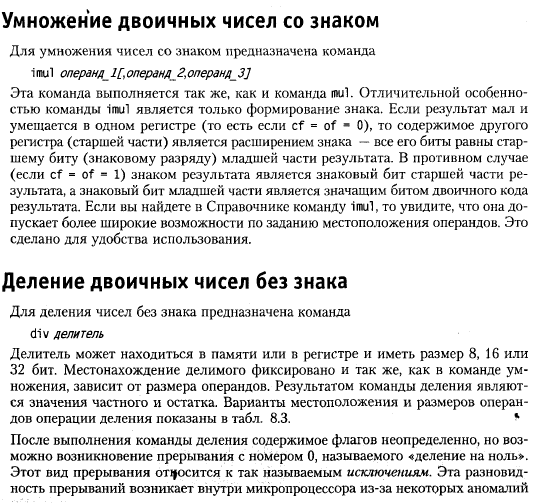 Умножение двоичных чисел со знаком
Для умножения чисел со знаком предназначена команда
imul операнд_1[,операнд_2,операнд_3]
Эта команда выполняется так же, как и команда mul. Отличительной особенно-
стью команды imul является только формирование знака. Если результат мал и
умещается в одном регистре (то есть если cf = of = 0), то содержимое другого
регистра (старшей части) является расширением знака — все его биты равны стар-
шему биту (знаковому разряду) младшей части результата. В противном случае
(если cf = of = 1) знаком результата является знаковый бит старшей части ре-
зультата, а знаковый бит младшей части является значащим битом двоичного кода
результата. Если вы найдете в Справочнике команду imul, то увидите, что она до-
пускает более широкие возможности по заданию местоположения операндов. Это
сделано для удобства использования.
Деление двоичных чисел без знака
Для деления чисел без знака предназначена команда
div делитель
Делитель может находиться в памяти или в регистре и иметь размер 8, 16 или
32 бит. Местонахождение делимого фиксировано и так же, как в команде ум-
ножения, зависит от размера операндов. Результатом команды деления являют-
ся значения частного и остатка. Варианты местоположения и размеров операн-
дов операции деления показаны в табл. 8.3.
После выполнения команды деления содержимое флагов неопределенно, но воз-
можно возникновение прерывания с номером 0, называемого «деление на ноль».
Этот вид прерывания относится к так называемым исключениям. Эта разновид-
ность прерываний возникает внутри микропроцессора из-за некоторых аномалий